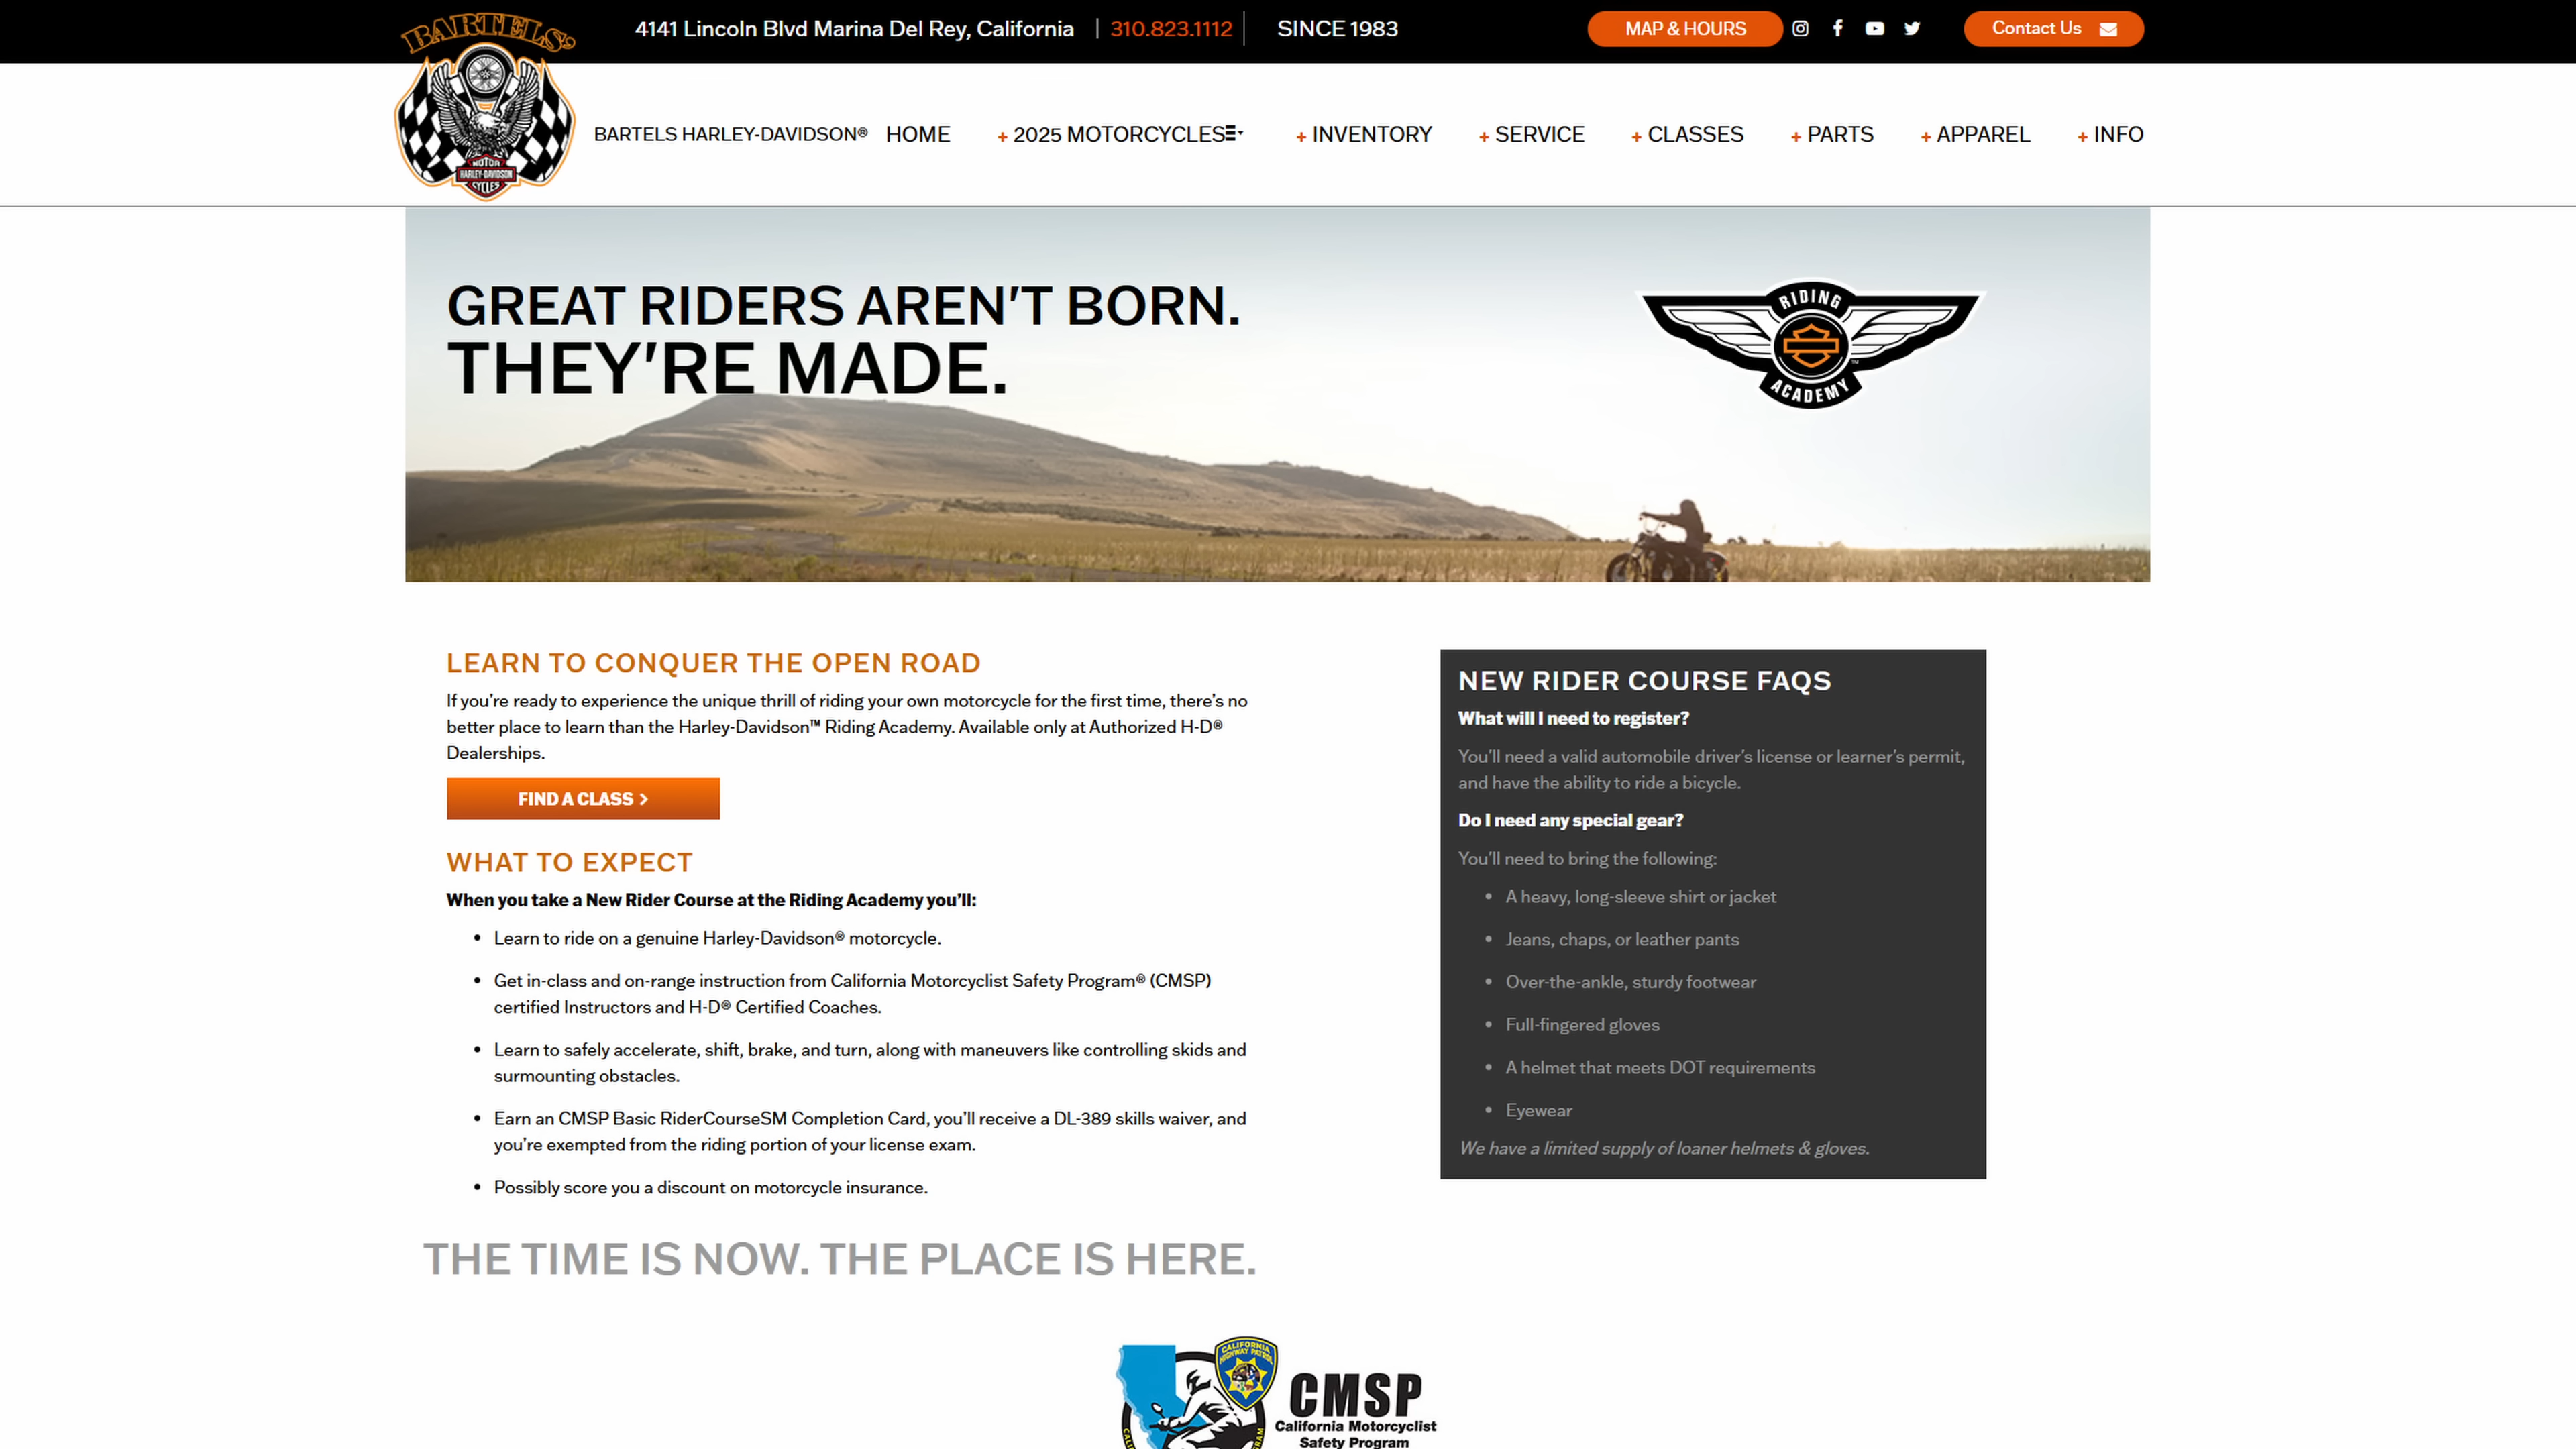 BARTELS'
4141 Lincoln Blvd Marina Del Rey, California | 310.823.1112 SINCE 1983 MAP & HOURS Contact Us
MOTOR
HARLEY-DAVIDSON
CYCLES
BARTELS HARLEY-DAVIDSON® HOME + 2025 MOTORCYCLES + INVENTORY + SERVICE + CLASSES + PARTS + APPAREL + INFO
GREAT RIDERS AREN'T BORN.
THEY'RE MADE.
RIDING
ACADEMY
LEARN TO CONQUER THE OPEN ROAD
If you're ready to experience the unique thrill of riding your own motorcycle for the first time, there's no
better place to learn than the Harley-Davidson™ Riding Academy. Available only at Authorized H-D®
Dealerships.
FIND A CLASS >
WHAT TO EXPECT
When you take a New Rider Course at the Riding Academy you'll:
• Learn to ride on a genuine Harley-Davidson® motorcycle.
• Get in-class and on-range instruction from California Motorcyclist Safety Program® (CMSP)
certified Instructors and H-D® Certified Coaches.
• Learn to safely accelerate, shift, brake, and turn, along with maneuvers like controlling skids and
surmounting obstacles.
• Earn an CMSP Basic RiderCourseSM Completion Card, you'll receive a DL-389 skills waiver, and
you're exempted from the riding portion of your license exam.
• Possibly score you a discount on motorcycle insurance.
NEW RIDER COURSE FAQS
What will I need to register?
You'll need a valid automobile driver's license or learner's permit,
and have the ability to ride a bicycle.
Do I need any special gear?
You'll need to bring the following:
• A heavy, long-sleeve shirt or jacket
• Jeans, chaps, or leather pants
• Over-the-ankle, sturdy footwear
• Full-fingered gloves
• A helmet that meets DOT requirements
• Eyewear
We have a limited supply of loaner helmets & gloves.
THE TIME IS NOW. THE PLACE IS HERE.
CALIFORNIA
HIGHWAY PATROL
CMSP
California Motorcyclist
Safety Program